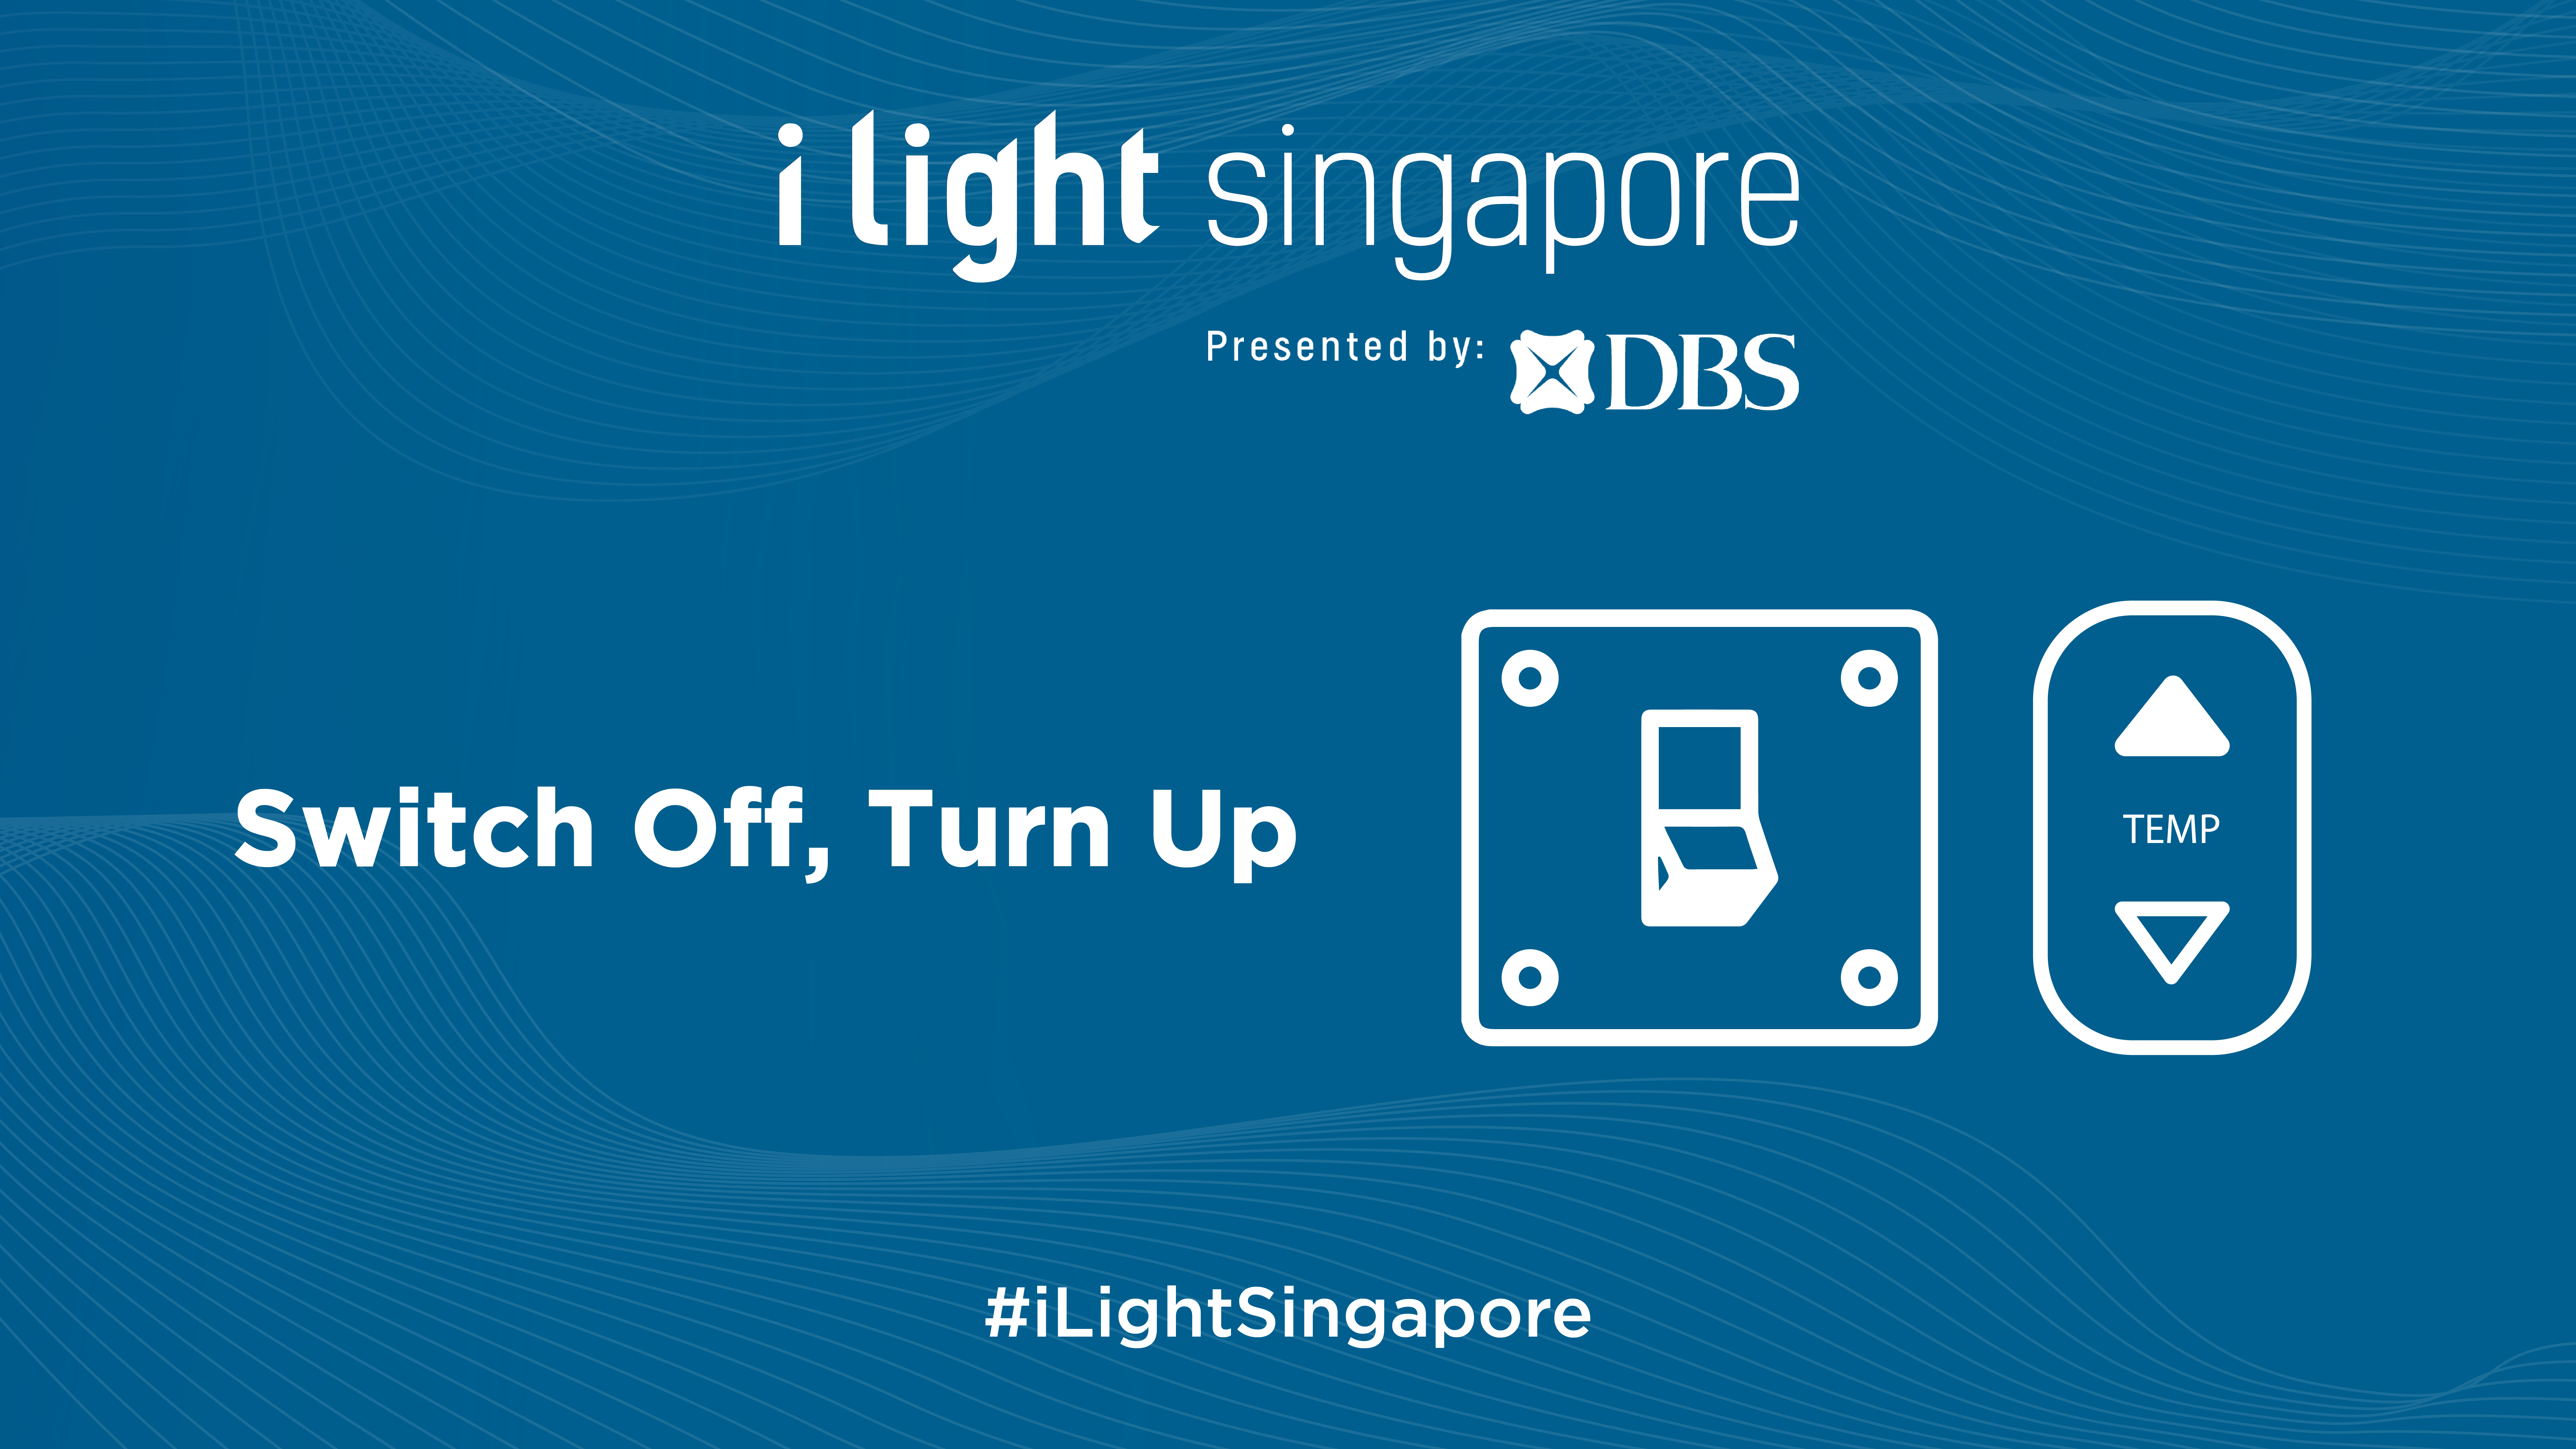 i light singapore
Presented by: DBS
Switch Off, Turn Up
TEMP
#iLightSingapore